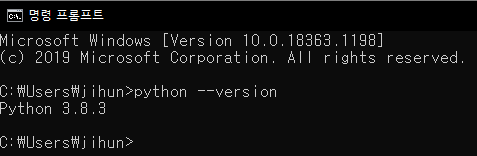 명령 프롬프트
Microsoft Windows [Version 10.0.18363.1198]
(c) 2019 Microsoft Corporation. All rights reserved.
C:₩Users₩jihun>python --version
Python 3.8.3
C:₩Users₩jihun>